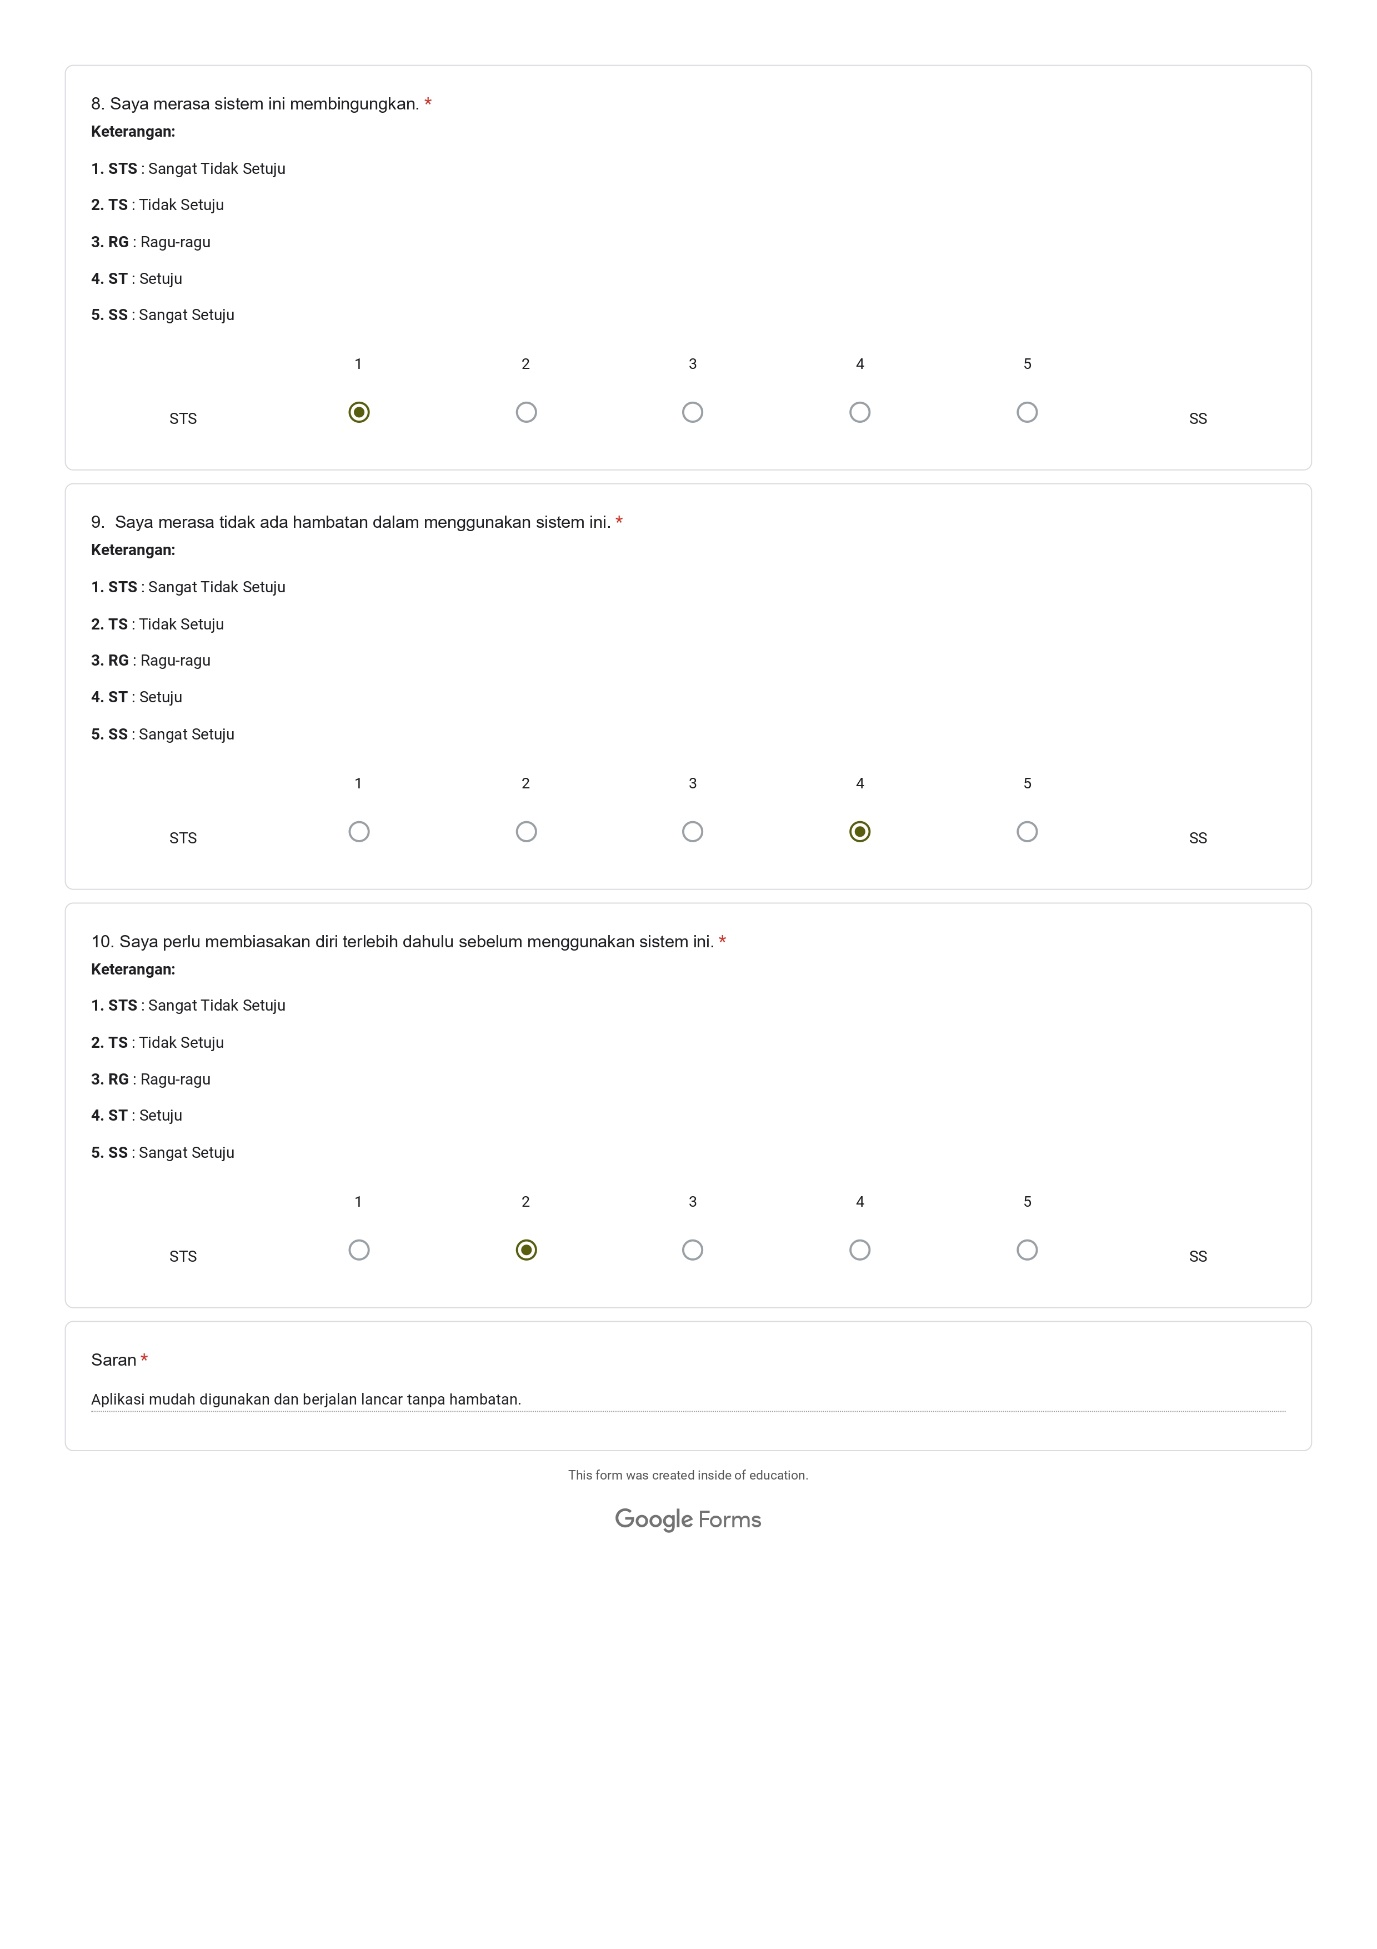 8. Saya merasa sistem ini membingungkan. *
Keterangan:
1. STS : Sangat Tidak Setuju
2. TS : Tidak Setuju
3. RG : Ragu-ragu
4. ST : Setuju
5. SS : Sangat Setuju
1 2 3 4 5
STS SS
9. Saya merasa tidak ada hambatan dalam menggunakan sistem ini. *
Keterangan:
1. STS : Sangat Tidak Setuju
2. TS : Tidak Setuju
3. RG : Ragu-ragu
4. ST : Setuju
5. SS : Sangat Setuju
1 2 3 4 5
STS SS
10. Saya perlu membiasakan diri terlebih dahulu sebelum menggunakan sistem ini. *
Keterangan:
1. STS : Sangat Tidak Setuju
2. TS : Tidak Setuju
3. RG : Ragu-ragu
4. ST : Setuju
5. SS : Sangat Setuju
1 2 3 4 5
STS SS
Saran *
Aplikasi mudah digunakan dan berjalan lancar tanpa hambatan.
This form was created inside of education.
Google Forms